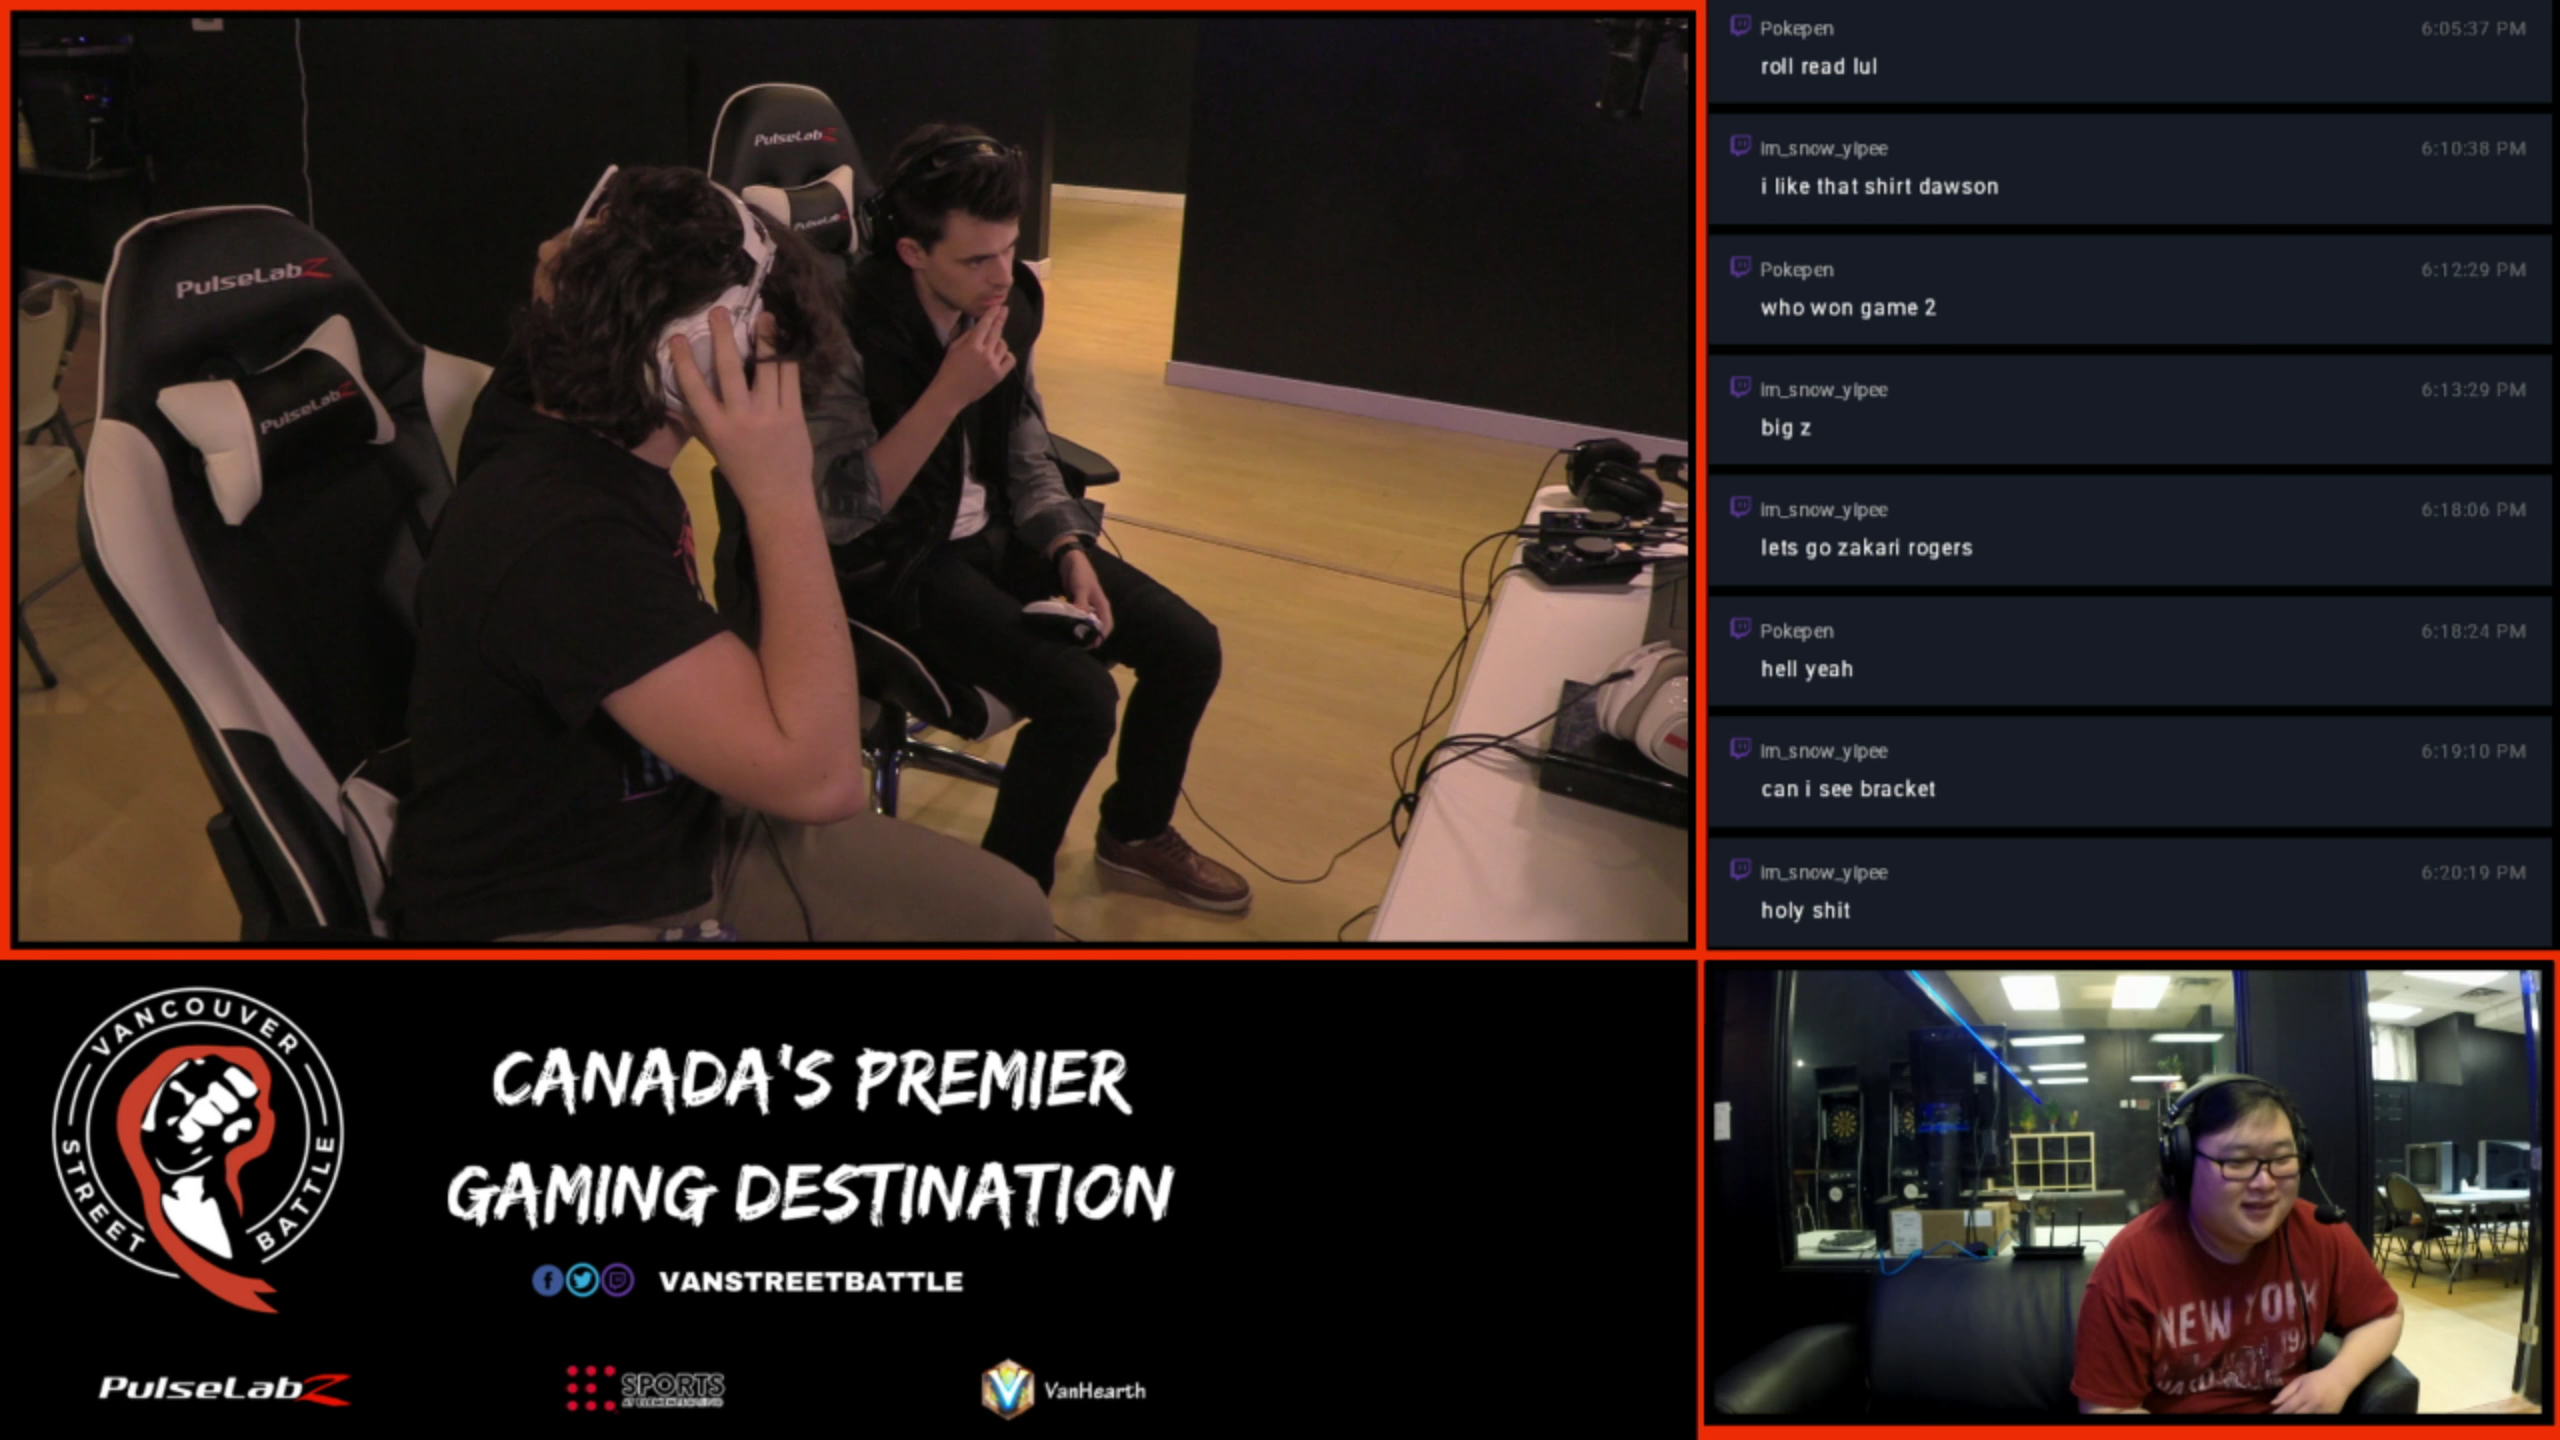 PulseLabZ
PulseLabZ
PulseLabZ
PulseLabZ
Pokepen 6:05:37 PM
roll read lul
im_snow_yipee 6:10:38 PM
i like that shirt dawson
Pokepen 6:12:29 PM
who won game 2
im_snow_yipee 6:13:29 PM
big z
im_snow_yipee 6:18:06 PM
lets go zakari rogers
Pokepen 6:18:24 PM
hell yeah
im_snow_yipee 6:19:10 PM
can i see bracket
im_snow_yipee 6:20:19 PM
holy shit
VANCOUVER
STREET BATTLE
CANADA'S PREMIER
GAMING DESTINATION
VANSTREETBATTLE
PulseLabZ
SPORTS
VanHearth
NEW YORK